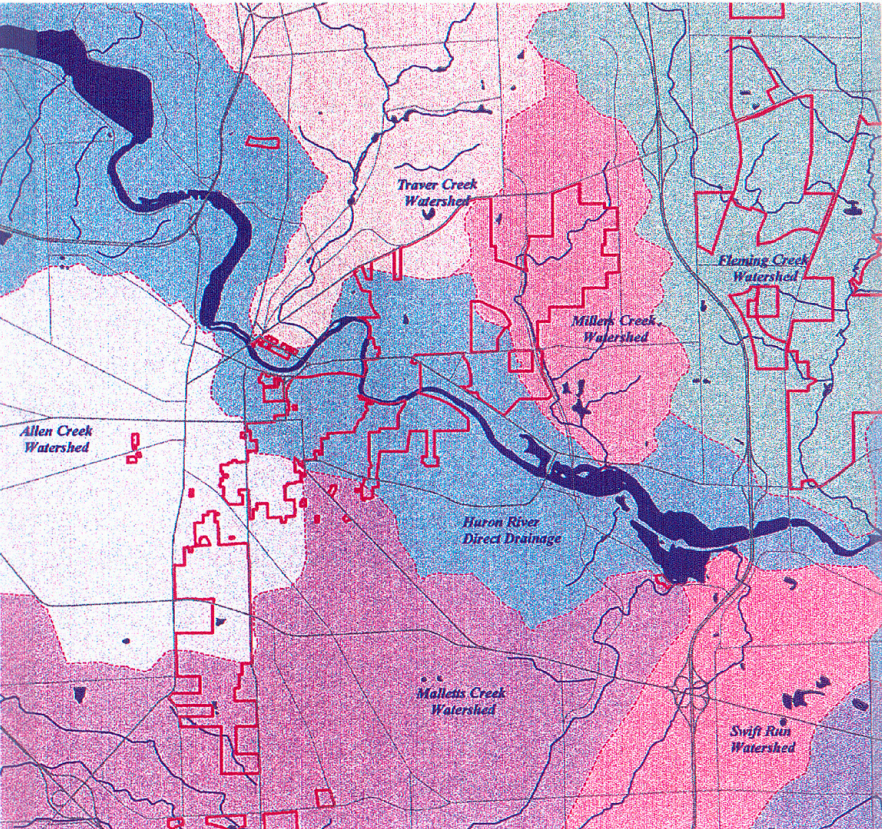 Traver Creek
Watershed
Fleming Creek
Watershed
Millers Creek
Watershed
Allen Creek
Watershed
Huron River
Direct Drainage
Malletts Creek
Watershed
Swift Run
Watershed